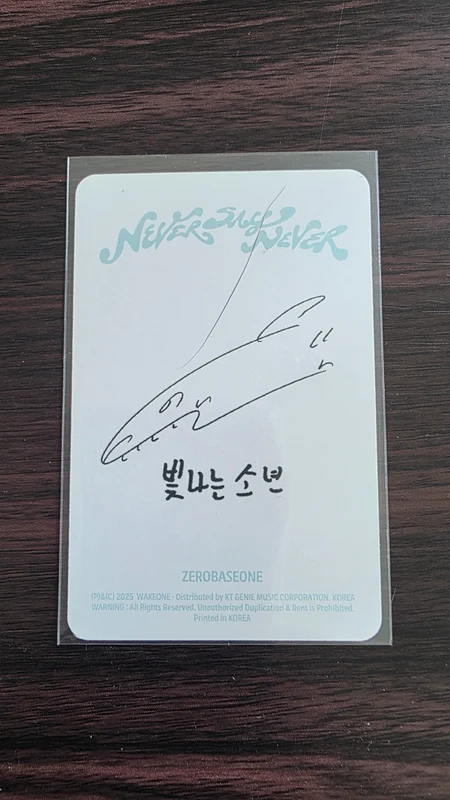 NEVER SAY NEVER
빛나는 소년
ZEROBASEONE
(P)&(C) 2025 WAKEONE · Distributed by KT GENIE MUSIC CORPORATION. KOREA
WARNING : All Rights Reserved. Unauthorized Duplication & Rent is Prohibited.
Printed In KOREA